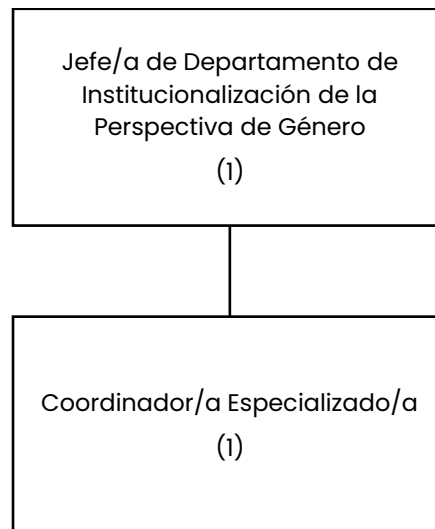 Jefe/a de Departamento de
Institucionalización de la
Perspectiva de Género
(1)
Coordinador/a Especializado/a
(1)